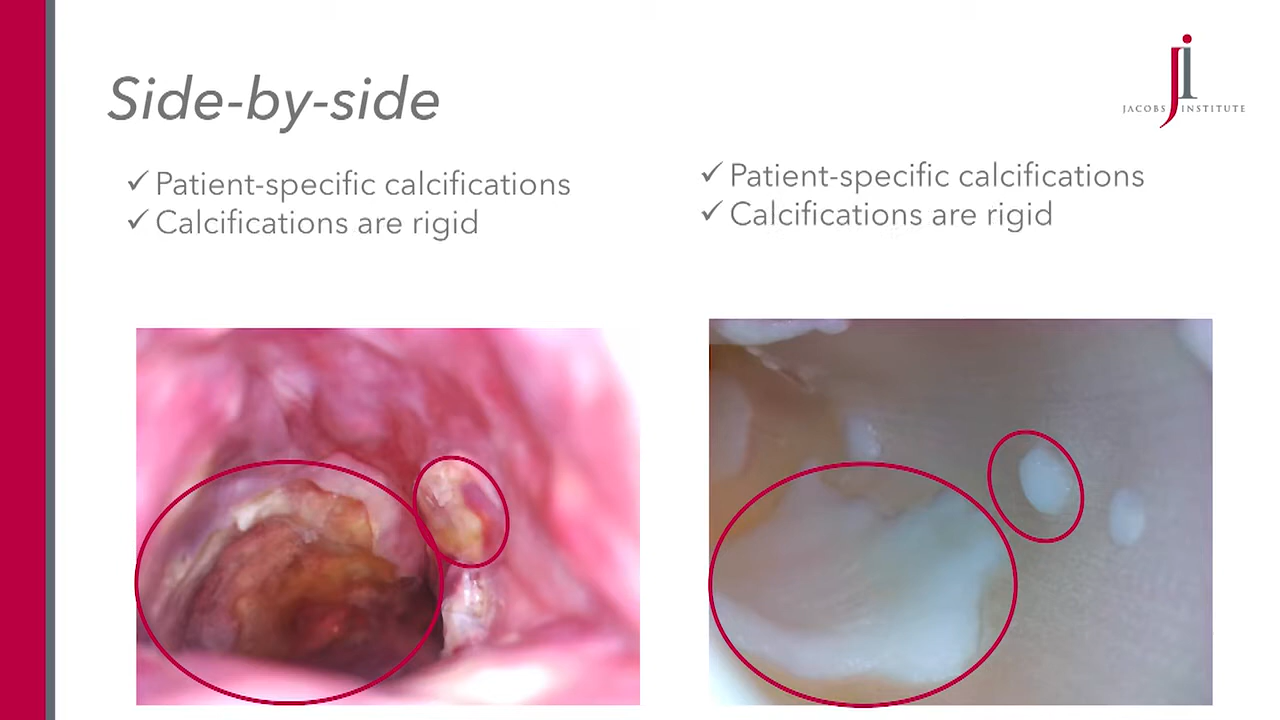 Side-by-side
JACOBS INSTITUTE
✓ Patient-specific calcifications
✓ Calcifications are rigid
✓ Patient-specific calcifications
✓ Calcifications are rigid